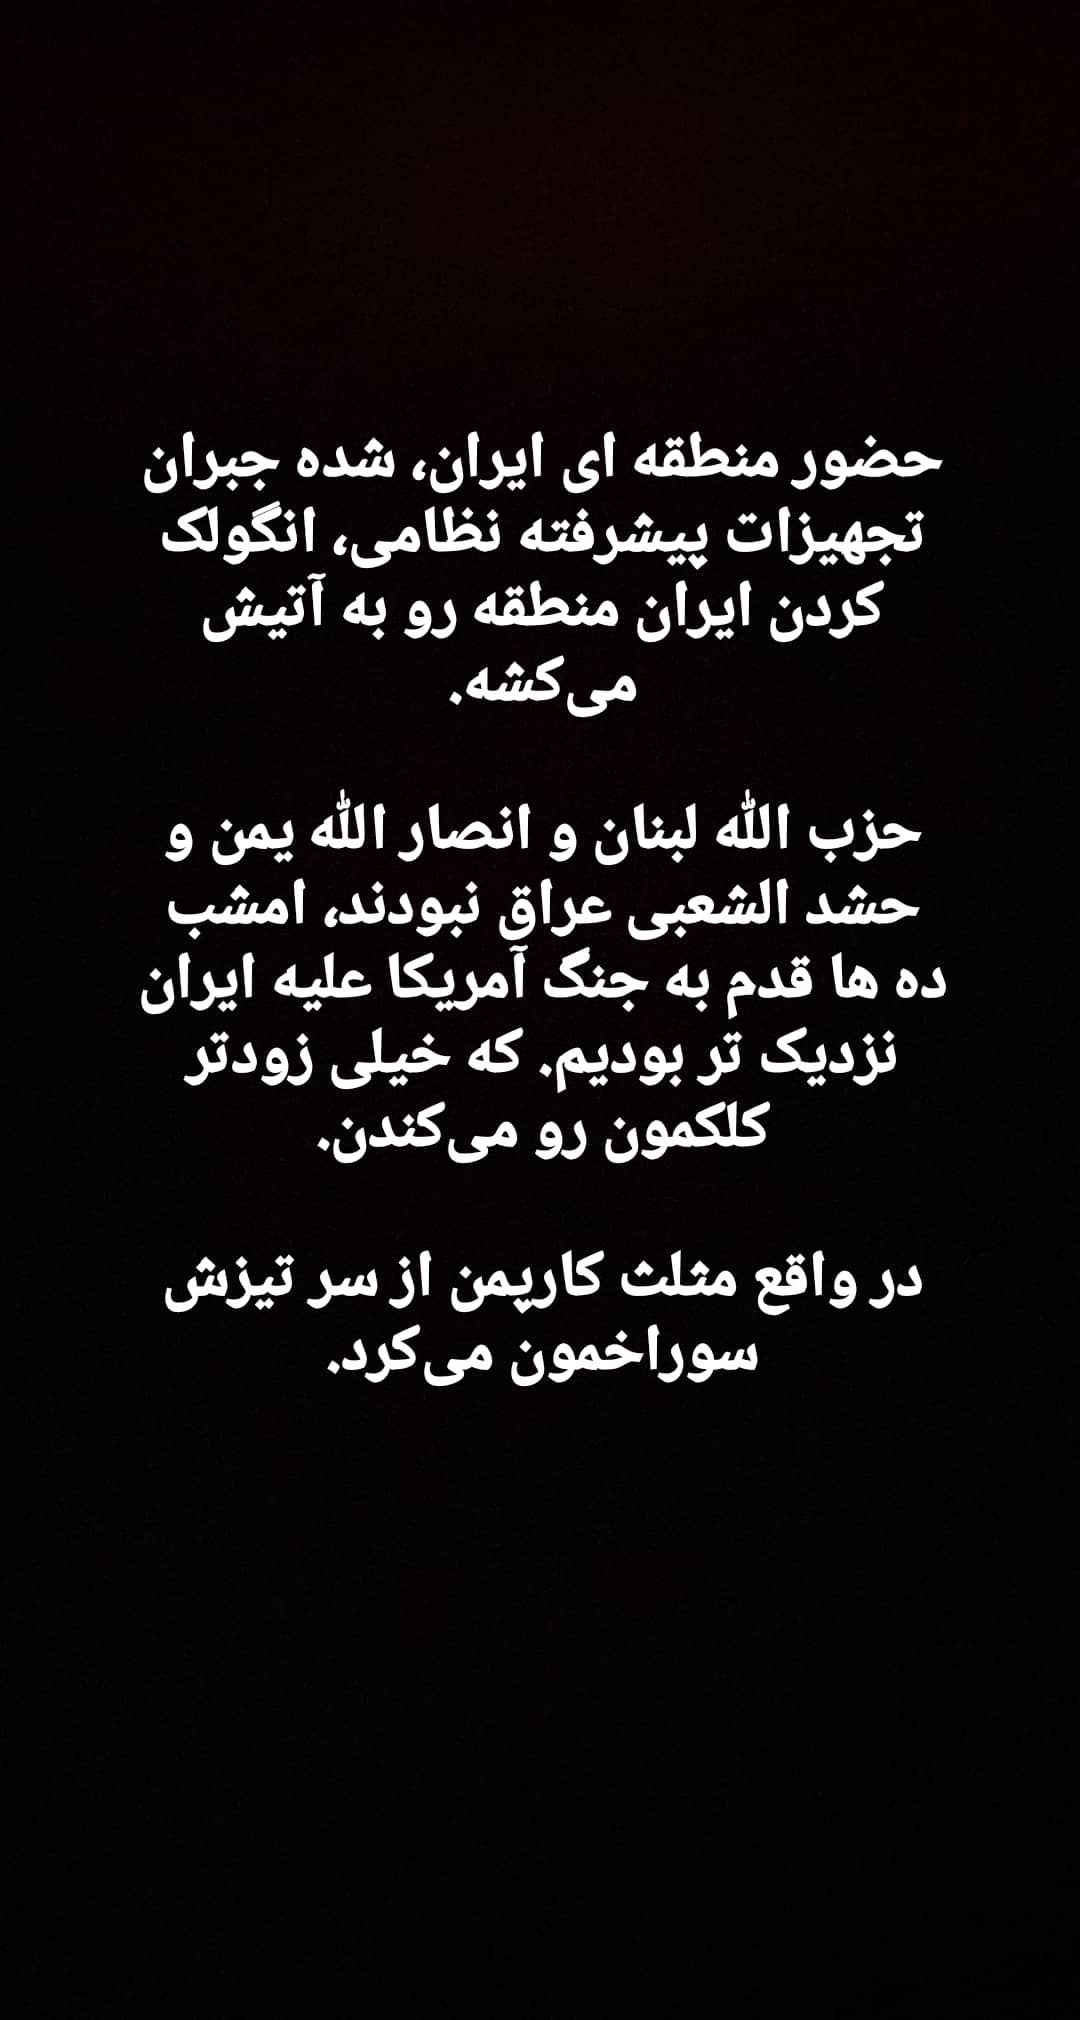 حضور منطقه ای ایران، شده جبران
تجهیزات پیشرفته نظامی، انگولک
کردن ایران منطقه رو به آتیش
می‌کشه.
حزب الله لبنان و انصار الله یمن و
حشد الشعبی عراق نبودند، امشب
ده ها قدم به جنگ آمریکا علیه ایران
نزدیک تر بودیم. که خیلی زودتر
کلکمون رو می‌کندن.
در واقع مثلث کارپمن از سر تیزش
سوراخمون می‌کرد.